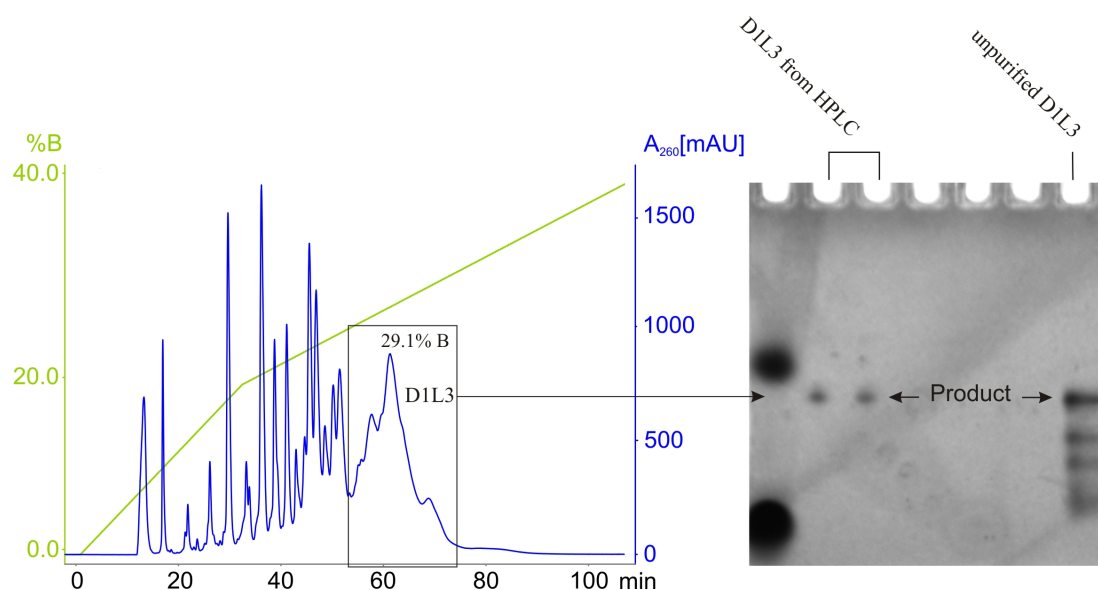 %B
40.0
20.0
0.0
A260[mAU]
1500
1000
500
0
29.1% B
D1L3
0
20
40
60
80
100
min
D1L3 from HPLC
unpurified D1L3
Product